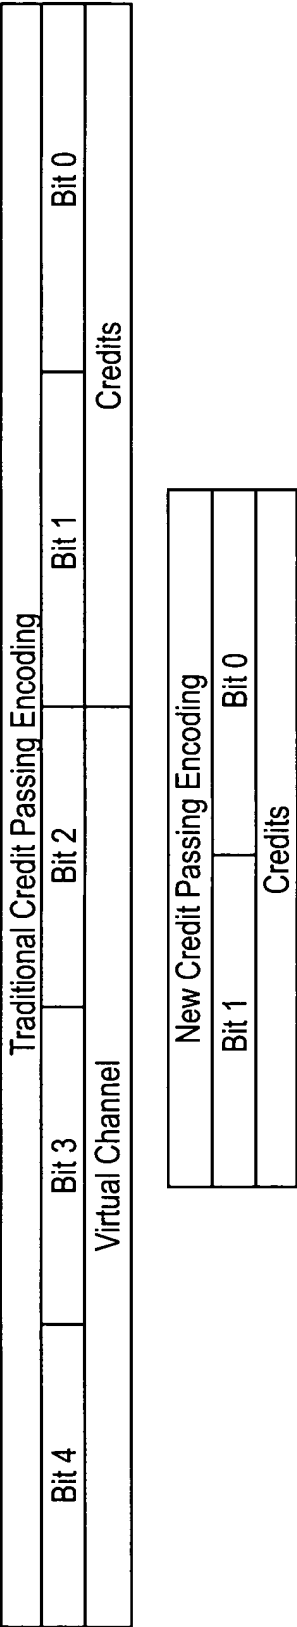 Traditional Credit Passing Encoding
Bit 4 Bit 3 Bit 2 Bit 1 Bit 0
Virtual Channel Credits
New Credit Passing Encoding
Bit 1 Bit 0
Credits